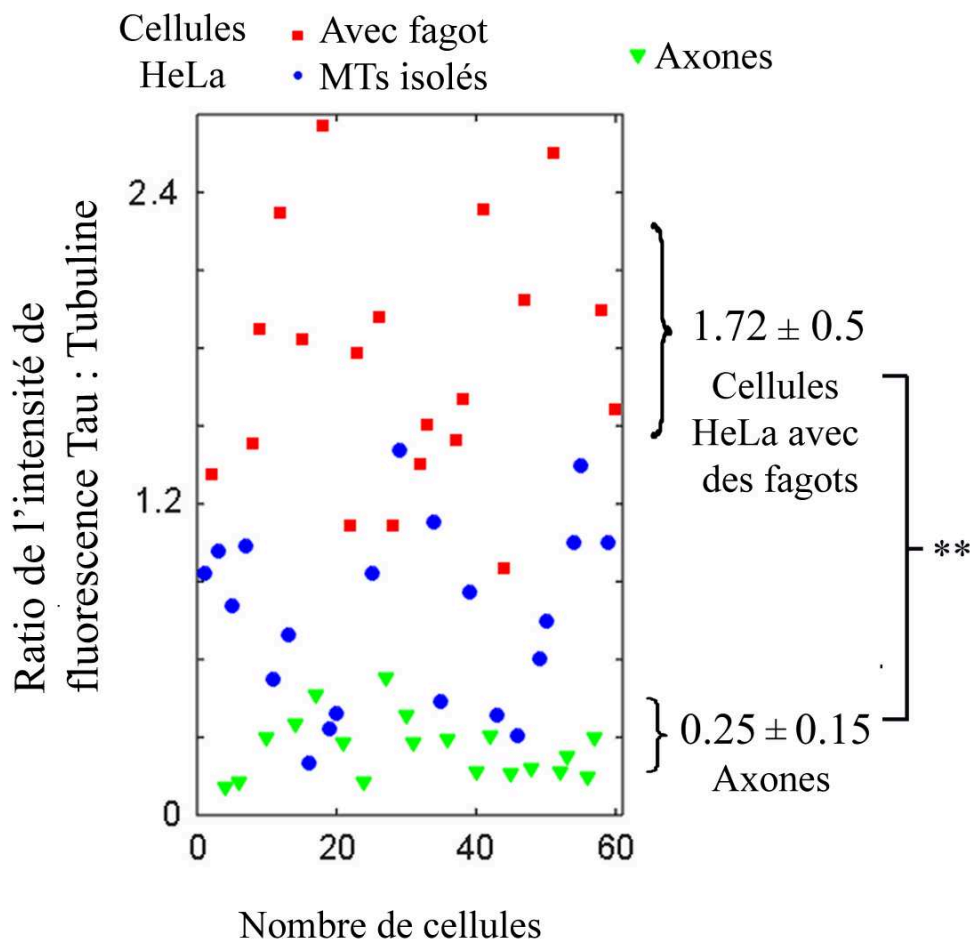 Cellules
HeLa
Avec fagot
MTs isolés
Axones
Ratio de l’intensité de
fluorescence Tau : Tubuline
2.4
1.2
0
0
20
40
60
Nombre de cellules
1.72 ± 0.5
Cellules
HeLa avec
des fagots
**
0.25 ± 0.15
Axones